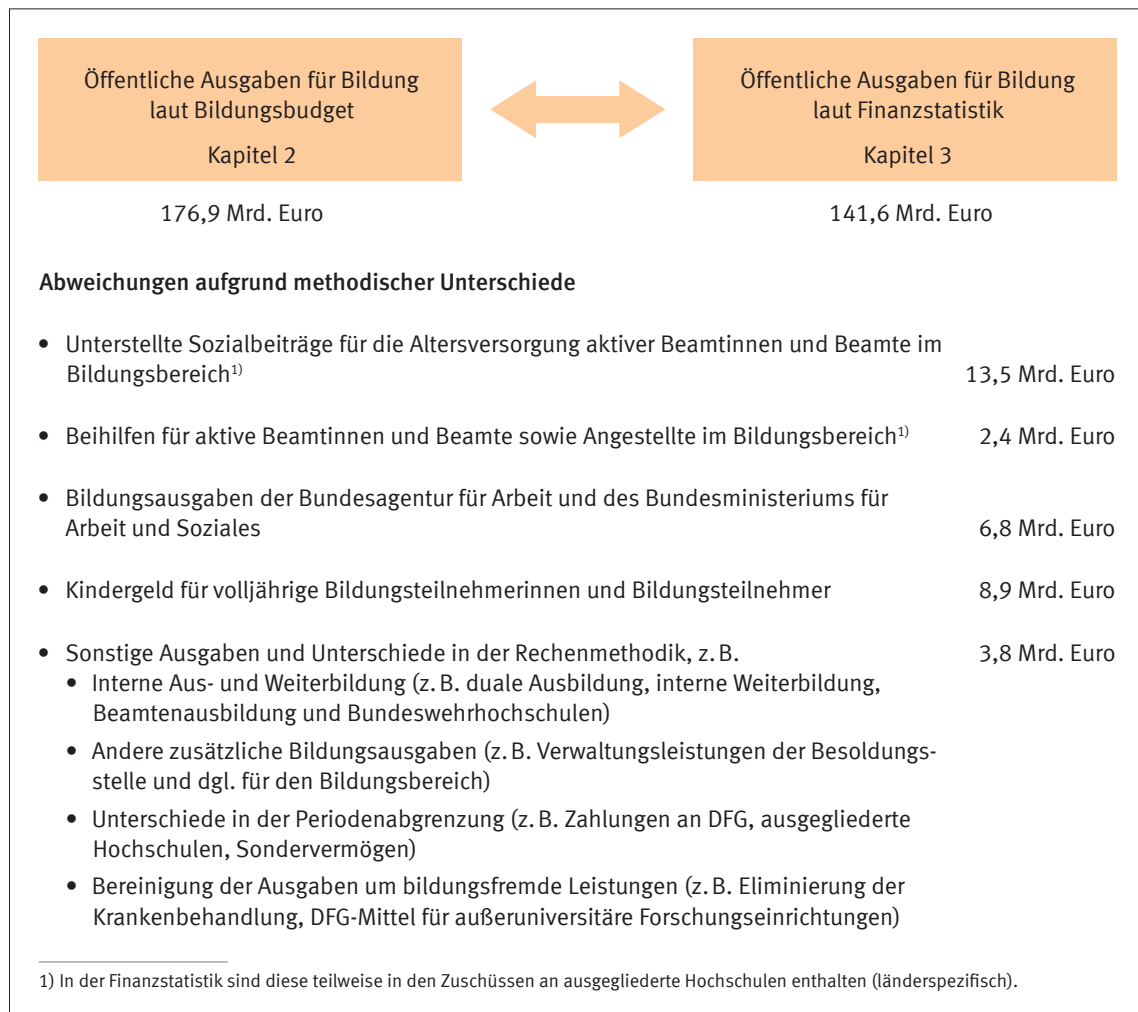 Öffentliche Ausgaben für Bildung
laut Bildungsbudget
Kapitel 2
Öffentliche Ausgaben für Bildung
laut Finanzstatistik
Kapitel 3
176,9 Mrd. Euro
141,6 Mrd. Euro
Abweichungen aufgrund methodischer Unterschiede
• Unterstellte Sozialbeiträge für die Altersversorgung aktiver Beamtinnen und Beamte im
Bildungsbereich1) 13,5 Mrd. Euro
• Beihilfen für aktive Beamtinnen und Beamte sowie Angestellte im Bildungsbereich1) 2,4 Mrd. Euro
• Bildungsausgaben der Bundesagentur für Arbeit und des Bundesministeriums für
Arbeit und Soziales 6,8 Mrd. Euro
• Kindergeld für volljährige Bildungsteilnehmerinnen und Bildungsteilnehmer 8,9 Mrd. Euro
• Sonstige Ausgaben und Unterschiede in der Rechenmethodik, z. B. 3,8 Mrd. Euro
• Interne Aus- und Weiterbildung (z. B. duale Ausbildung, interne Weiterbildung,
Beamtenausbildung und Bundeswehrhochschulen)
• Andere zusätzliche Bildungsausgaben (z. B. Verwaltungsleistungen der Besoldungs-
stelle und dgl. für den Bildungsbereich)
• Unterschiede in der Periodenabgrenzung (z. B. Zahlungen an DFG, ausgegliederte
Hochschulen, Sondervermögen)
• Bereinigung der Ausgaben um bildungsfremde Leistungen (z. B. Eliminierung der
Krankenbehandlung, DFG-Mittel für außeruniversitäre Forschungseinrichtungen)
1) In der Finanzstatistik sind diese teilweise in den Zuschüssen an ausgegliederte Hochschulen enthalten (länderspezifisch).